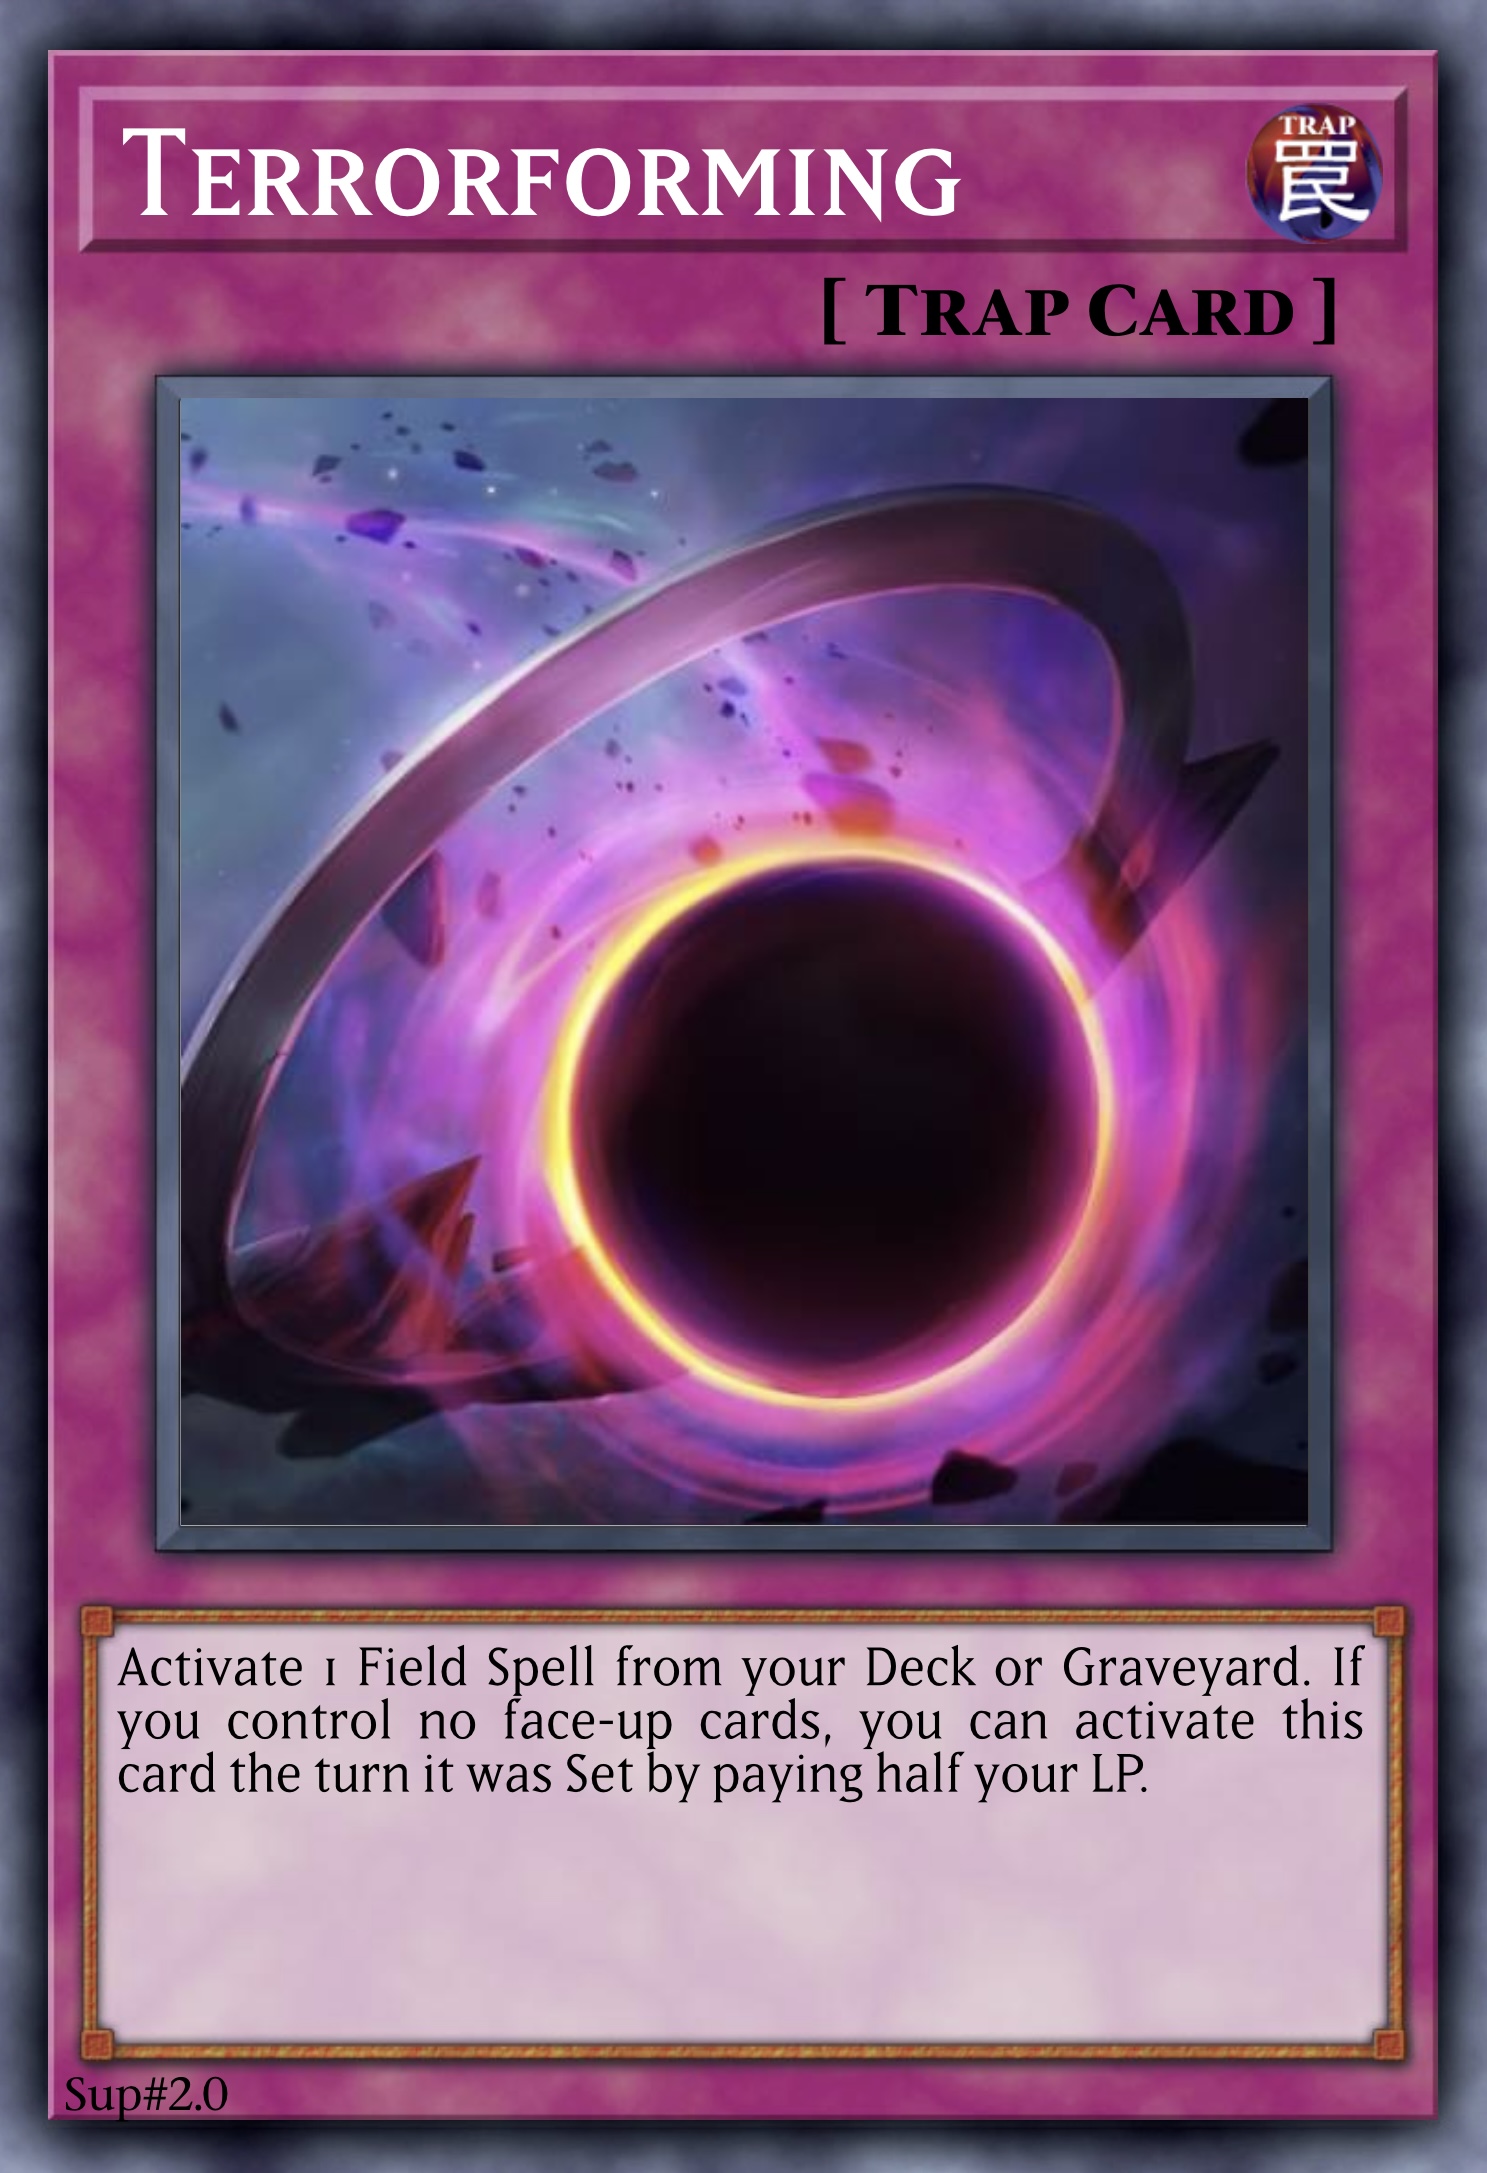 TERRORFORMING
TRAP
罠
[ TRAP CARD ]
Activate 1 Field Spell from your Deck or Graveyard. If
you control no face-up cards, you can activate this
card the turn it was Set by paying half your LP.
Sup#2.0